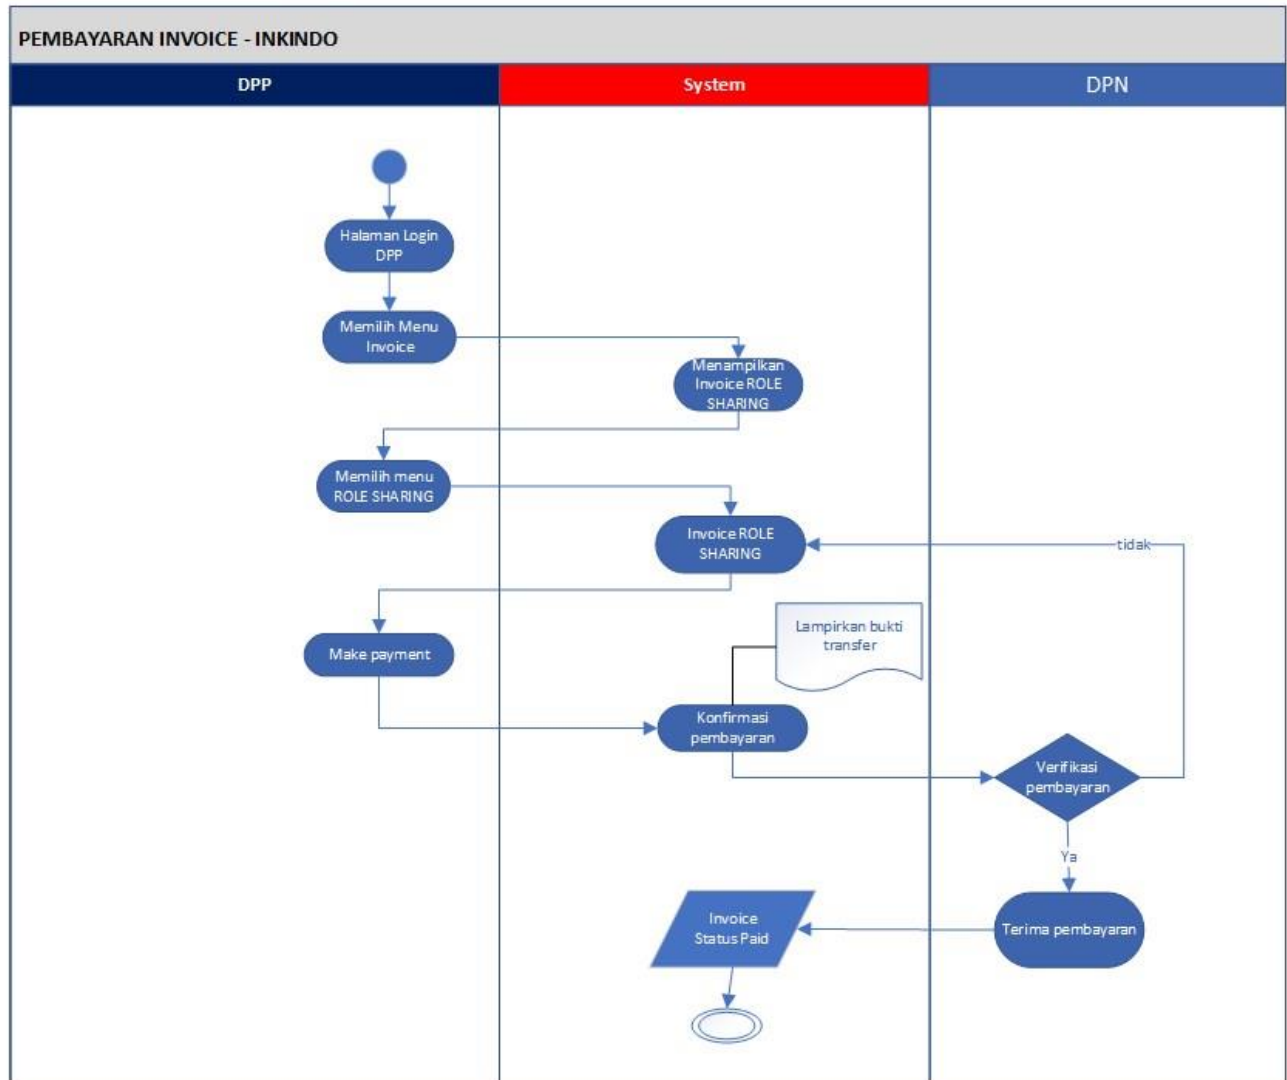 PEMBAYARAN INVOICE - INKINDO
DPP
System
DPN
Halaman Login
DPP
Memilih Menu
Invoice
Menampilkan
Invoice ROLE
SHARING
Memilih menu
ROLE SHARING
Invoice ROLE
SHARING
tidak
Lampirkan bukti
transfer
Make payment
Konfirmasi
pembayaran
Verifikasi
pembayaran
Ya
Invoice
Status Paid
Terima pembayaran